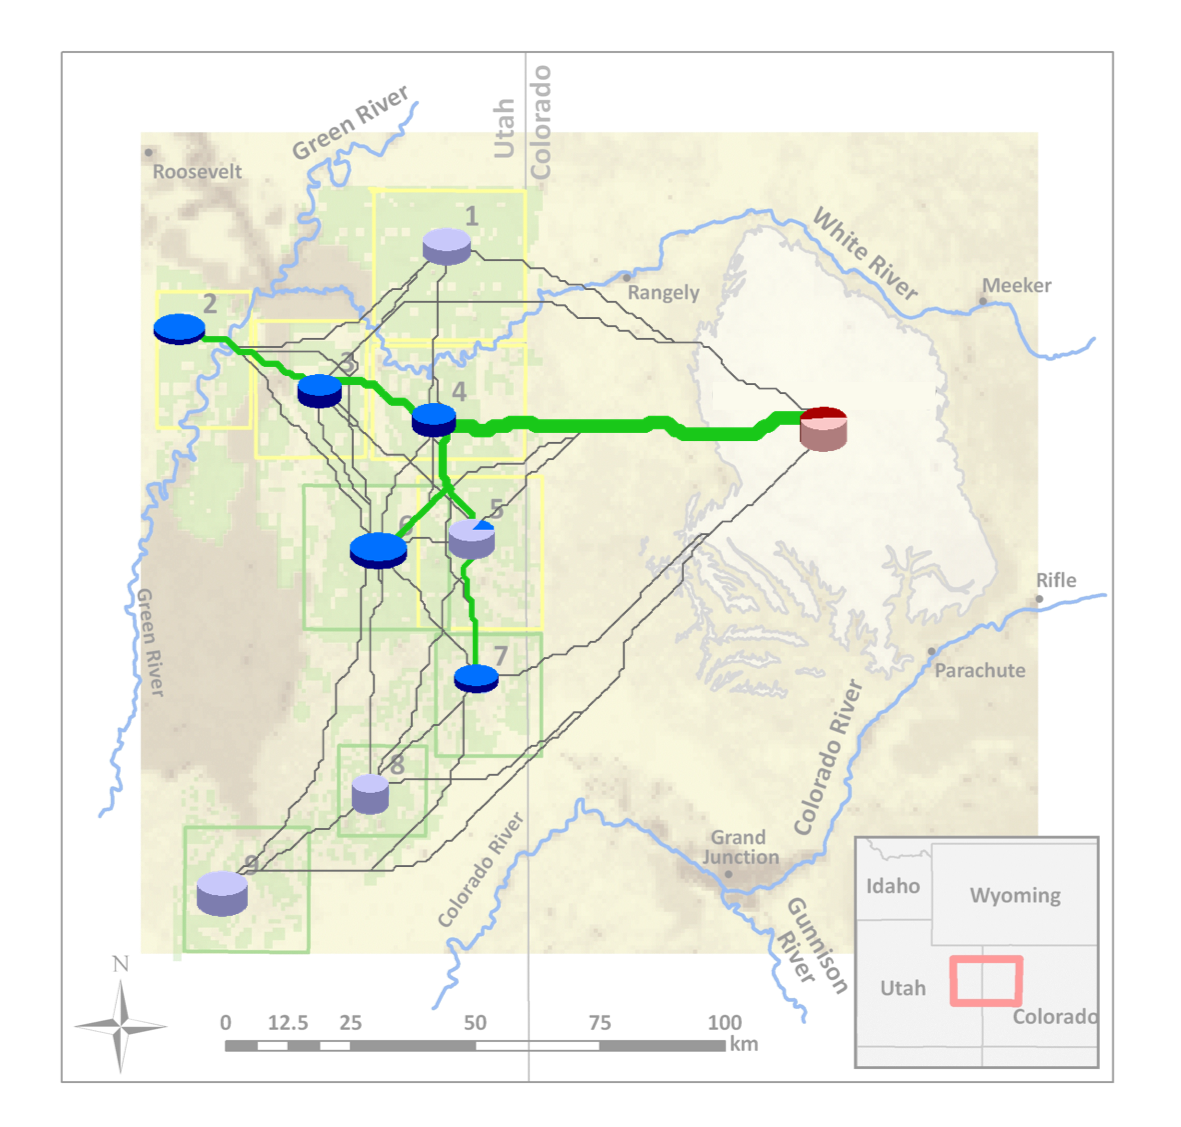 Green River
Utah
Colorado
Roosevelt
1
White River
Meeker
Rangely
2
3
4
5
6
Green River
Rifle
7
Parachute
8
Colorado River
Colorado River
Grand
Junction
9
Gunnison
River
Idaho
Wyoming
Utah
Colorado
N
0 12.5 25 50 75 100
km